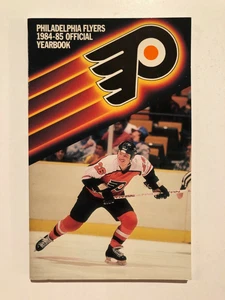 PHILADELPHIA FLYERS
1984-85 OFFICIAL
YEARBOOK